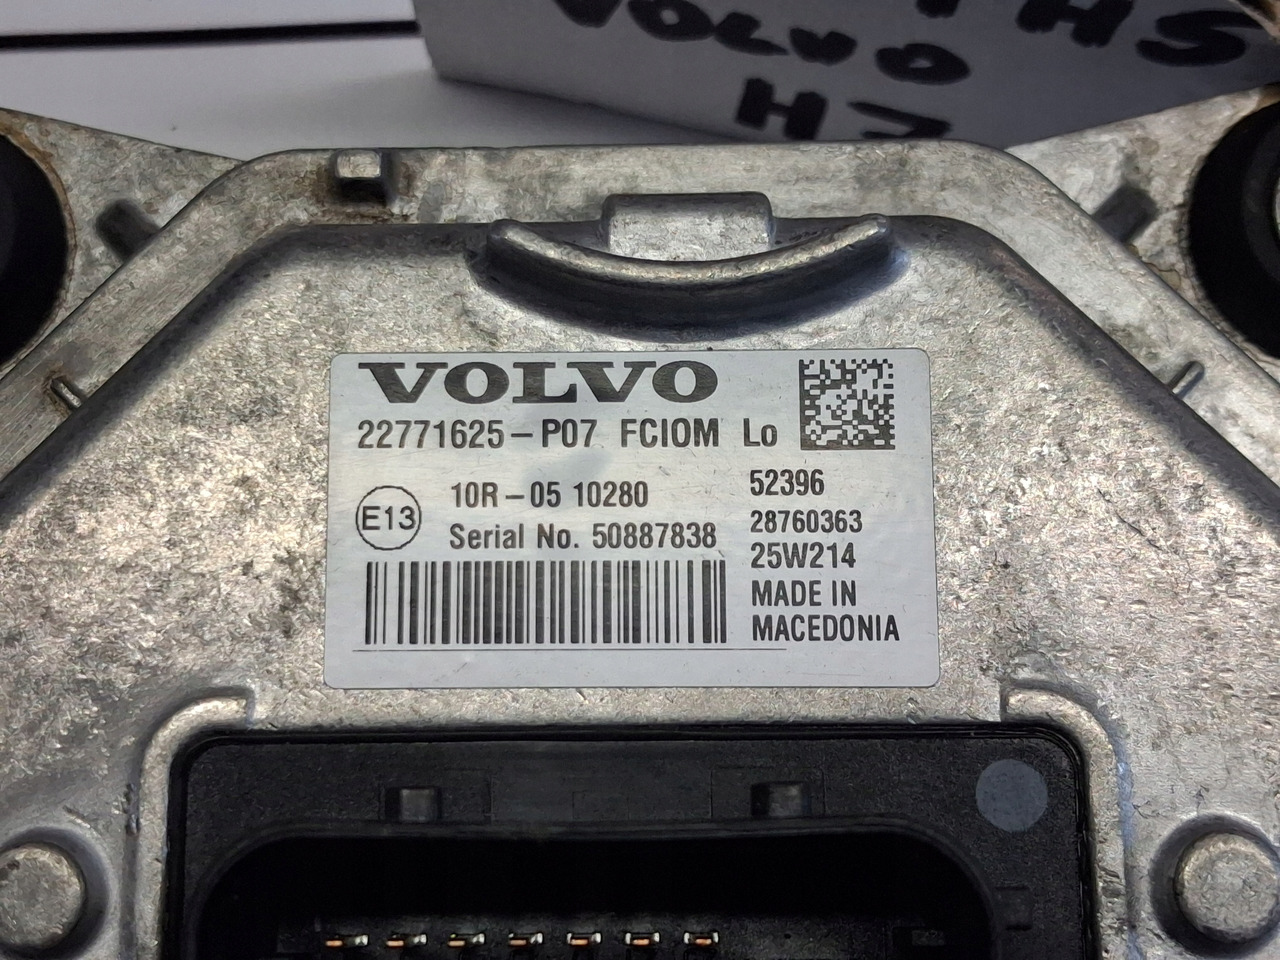 VOLVO
HJ
VOLVO
22771625-P07 FCIOM Lo
10R-05 10280
E13
Serial No. 50887838
52396
28760363
25W214
MADE IN
MACEDONIA